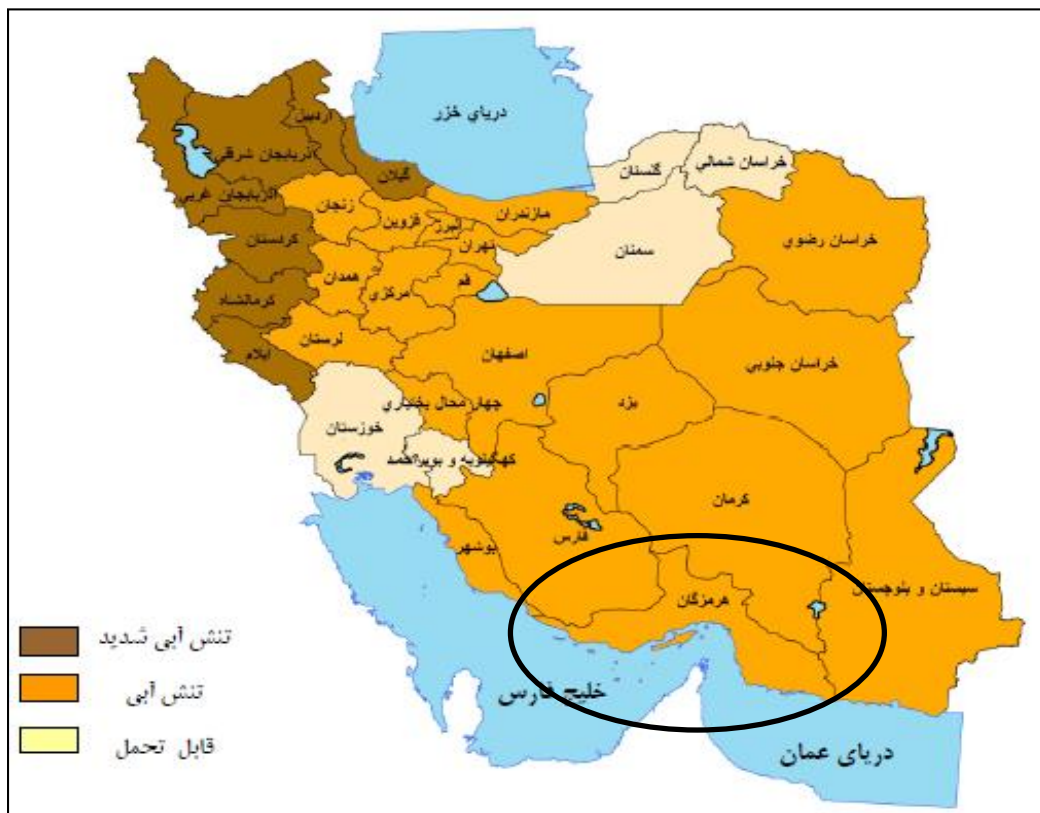 دریای خزر
اردبیل
آذربایجان شرقی
گیلان
آذربایجان غربی
زنجان
قزوین
البرز
مازندران
گلستان
خراسان شمالی
کردستان
تهران
سمنان
خراسان رضوی
همدان
مرکزی
قم
کرمانشاه
لرستان
ایلام
اصفهان
خراسان جنوبی
چهار محال بختیاری
یزد
خوزستان
کهگیلویه و بویراحمد
کرمان
فارس
بوشهر
هرمزگان
سیستان و بلوچستان
خلیج فارس
دریای عمان
تنش آبی شدید
تنش آبی
قابل تحمل